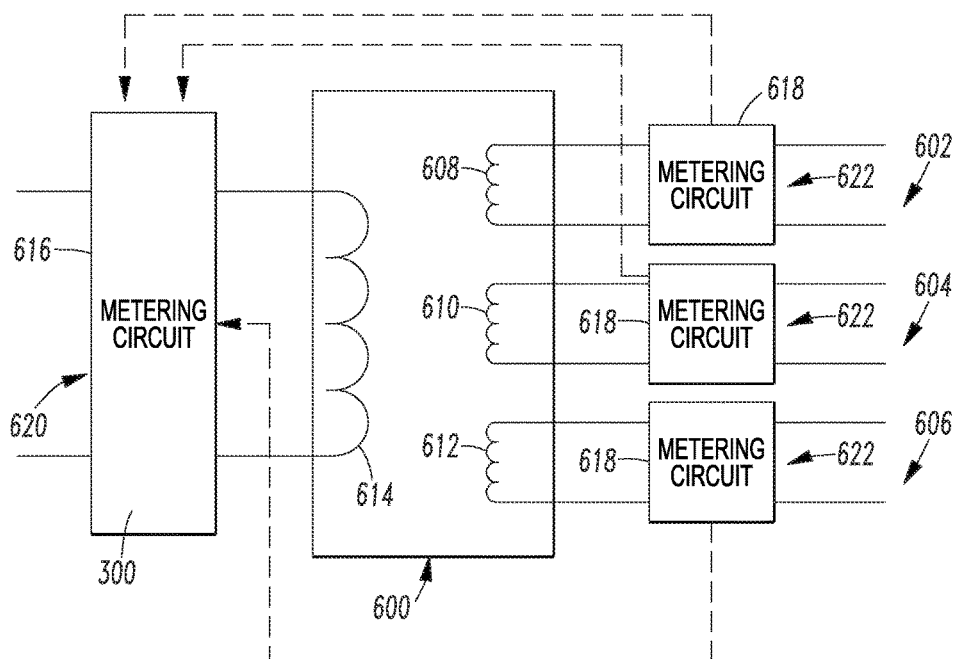 618
602
608
METERING
CIRCUIT
622
616
604
610
METERING
CIRCUIT
618
METERING
CIRCUIT
622
620
606
612
METERING
CIRCUIT
618
622
614
300
600